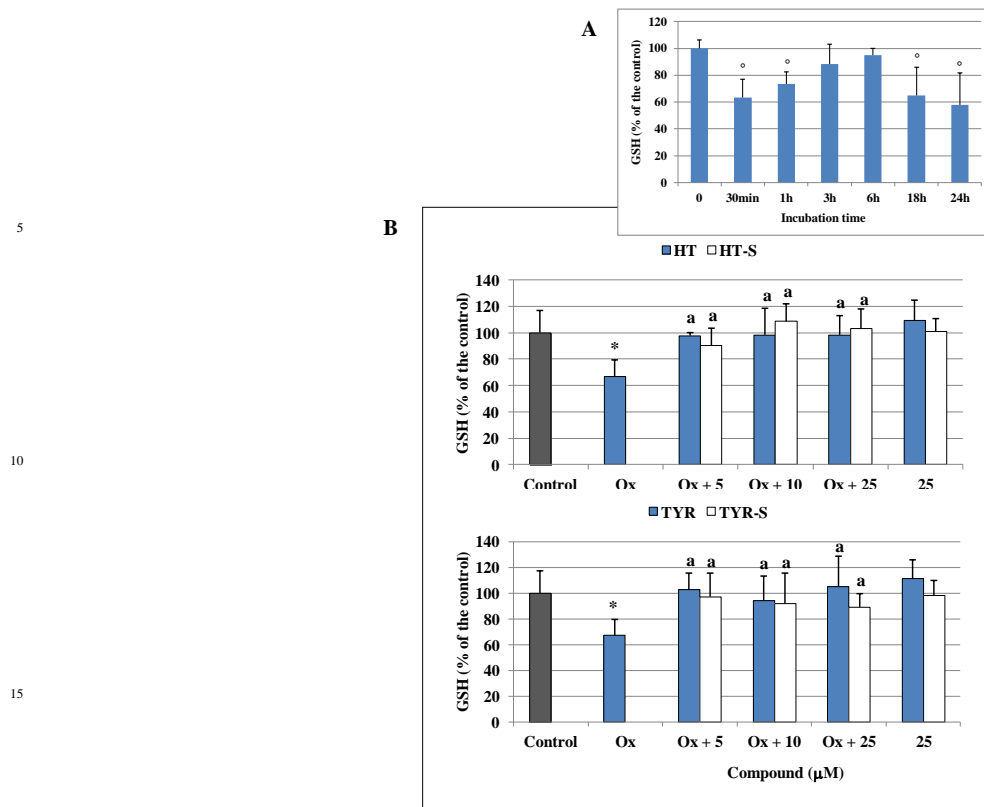 A
GSH (% of the control)
120
100
80
60
40
20
0
° ° ° °
0 30min 1h 3h 6h 18h 24h
Incubation time
5
B
HT HT-S
GSH (% of the control)
140
120
100
80
60
40
20
0
* a a a a a a
Control Ox Ox + 5 Ox + 10 Ox + 25 25
10
TYR TYR-S
GSH (% of the control)
140
120
100
80
60
40
20
0
* a a a a a a
Control Ox Ox + 5 Ox + 10 Ox + 25 25
15
Compound (μM)